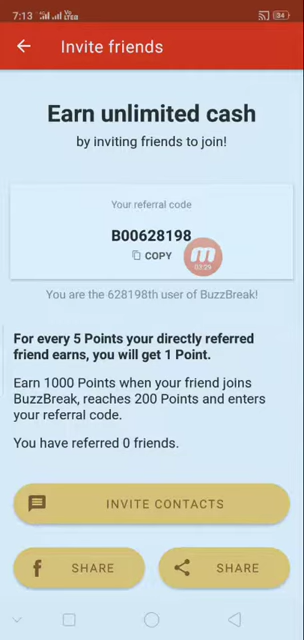 7:13
34
Invite friends
Earn unlimited cash
by inviting friends to join!
Your referral code
B00628198
COPY
You are the 628198th user of BuzzBreak!
For every 5 Points your directly referred
friend earns, you will get 1 Point.
Earn 1000 Points when your friend joins
BuzzBreak, reaches 200 Points and enters
your referral code.
You have referred 0 friends.
INVITE CONTACTS
SHARE
SHARE